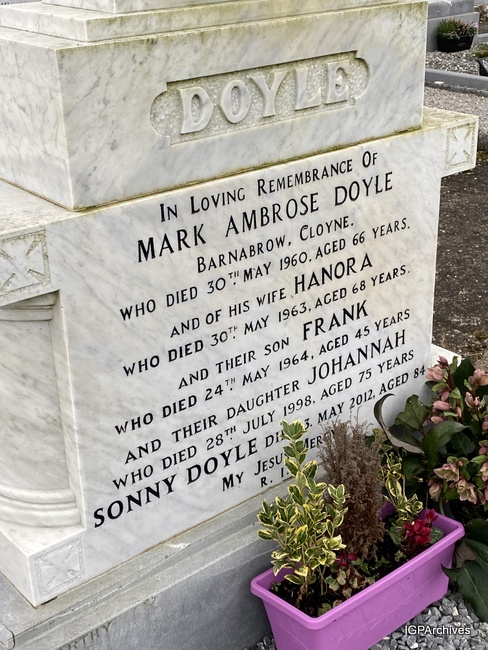 DOYLE
IN LOVING REMEMBRANCE OF
MARK AMBROSE DOYLE
BARNABROW, CLOYNE.
WHO DIED 30TH. MAY 1960, AGED 66 YEARS.
AND OF HIS WIFE HANORA
WHO DIED 30TH. MAY 1963, AGED 68 YEARS.
AND THEIR SON FRANK
WHO DIED 24TH. MAY 1964, AGED 45 YEARS
AND THEIR DAUGHTER JOHANNAH
WHO DIED 28TH. JULY 1998, AGED 75 YEARS
SONNY DOYLE 3. MAY 2012, AGED 84
MY JESUS
R. I.
IGPArchives